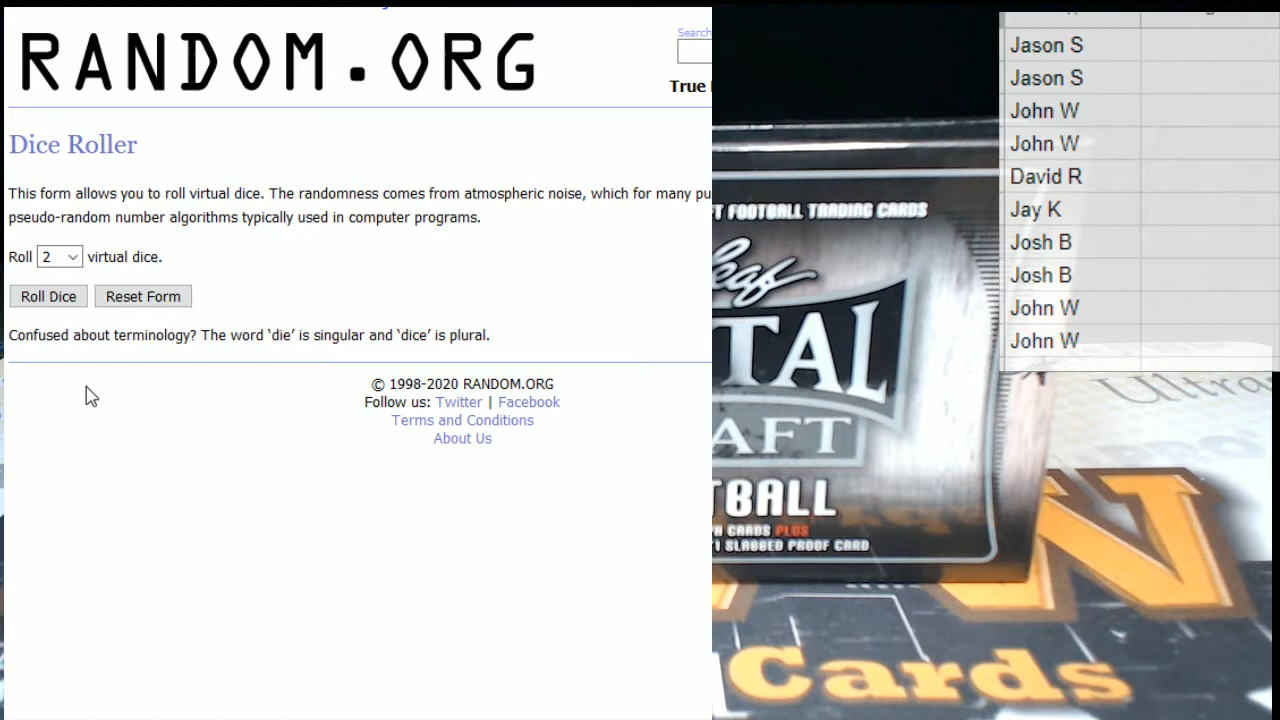 RANDOM.ORG
Search
True
Dice Roller
This form allows you to roll virtual dice. The randomness comes from atmospheric noise, which for many pu
pseudo-random number algorithms typically used in computer programs.
Roll 2 virtual dice.
Roll Dice Reset Form
Confused about terminology? The word ‘die’ is singular and ‘dice’ is plural.
© 1998-2020 RANDOM.ORG
Follow us: Twitter | Facebook
Terms and Conditions
About Us
FT FOOTBALL TRADING CARDS
leaf
TAL
AFT
TBALL
CARDS PLUS
1 SLABBED PROOF CARD
Jason S
Jason S
John W
John W
David R
Jay K
Josh B
Josh B
John W
John W
Ultra
W
Cards